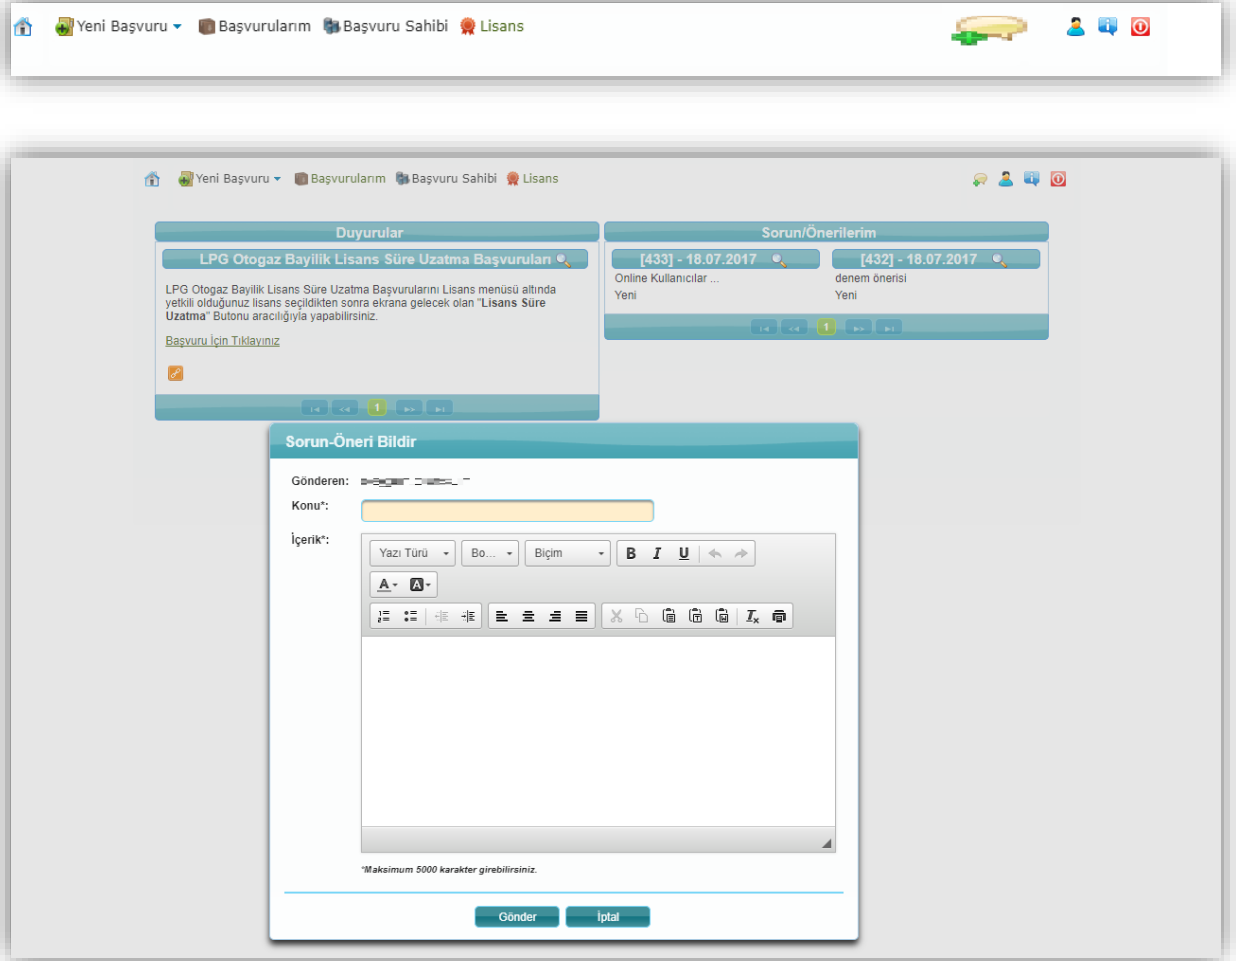 Yeni Başvuru Başvurularım Başvuru Sahibi Lisans
Yeni Başvuru Başvurularım Başvuru Sahibi Lisans
Duyurular
LPG Otogaz Bayilik Lisans Süre Uzatma Başvuruları
LPG Otogaz Bayilik Lisans Süre Uzatma Başvurularını Lisans menüsü altında
yetkili olduğunuz lisans seçildikten sonra ekrana gelecek olan "Lisans Süre
Uzatma" Butonu aracılığıyla yapabilirsiniz.
Başvuru İçin Tıklayınız
1
Sorun/Önerilerim
[433] - 18.07.2017
Online Kullanıcılar ...
Yeni
[432] - 18.07.2017
denem önerisi
Yeni
1
Sorun-Öneri Bildir
Gönderen:
Konu*:
İçerik*:
Yazı Türü Bo... Biçim B I U
A A
*Maksimum 5000 karakter girebilirsiniz.
Gönder İptal